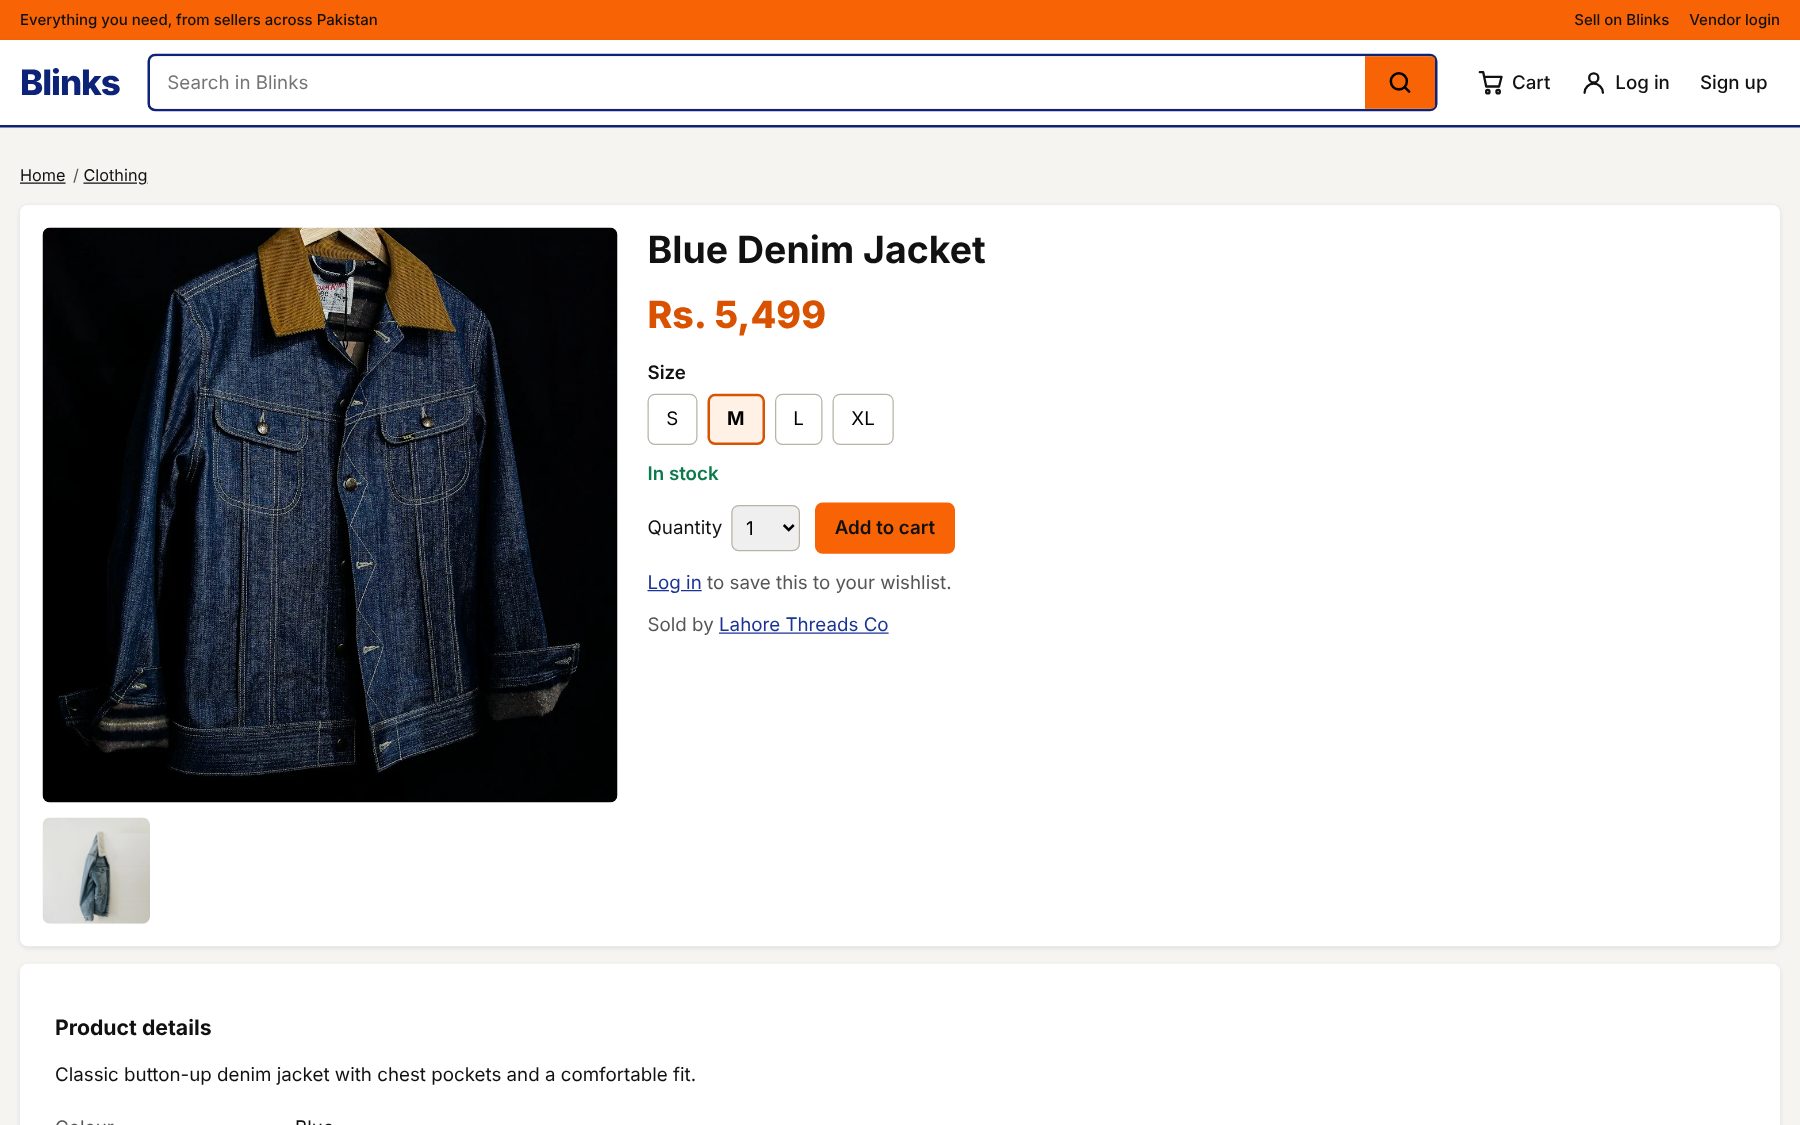 Everything you need, from sellers across Pakistan
Sell on Blinks
Vendor login
Blinks
Search in Blinks
Cart
Log in
Sign up
Home / Clothing
Blue Denim Jacket
Rs. 5,499
Size
S
M
L
XL
In stock
Quantity
1
Add to cart
Log in to save this to your wishlist.
Sold by Lahore Threads Co
Product details
Classic button-up denim jacket with chest pockets and a comfortable fit.
Colour
Blue